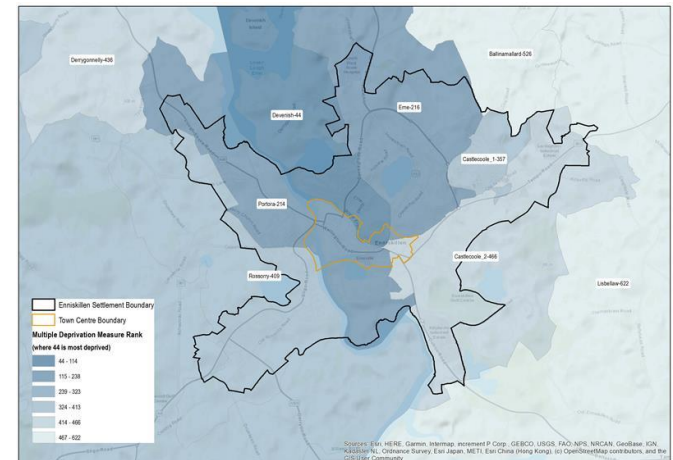 Derrygonnelly-436
Ballinamallard-526
Devenish-44
Erne-216
Castlecoole_1-357
Portora-214
Castlecoole_2-466
Rossorry-409
Lisbellaw-622
Enniskillen
Enniskillen Settlement Boundary
Town Centre Boundary
Multiple Deprivation Measure Rank
(where 44 is most deprived)
44 - 114
115 - 238
239 - 323
324 - 413
414 - 466
467 - 622
Sources: Esri, HERE, Garmin, Intermap, increment P Corp., GEBCO, USGS, FAO, NPS, NRCAN, GeoBase, IGN,
Kadaster NL, Ordnance Survey, Esri Japan, METI, Esri China (Hong Kong), (c) OpenStreetMap contributors, and the
GIS User Community